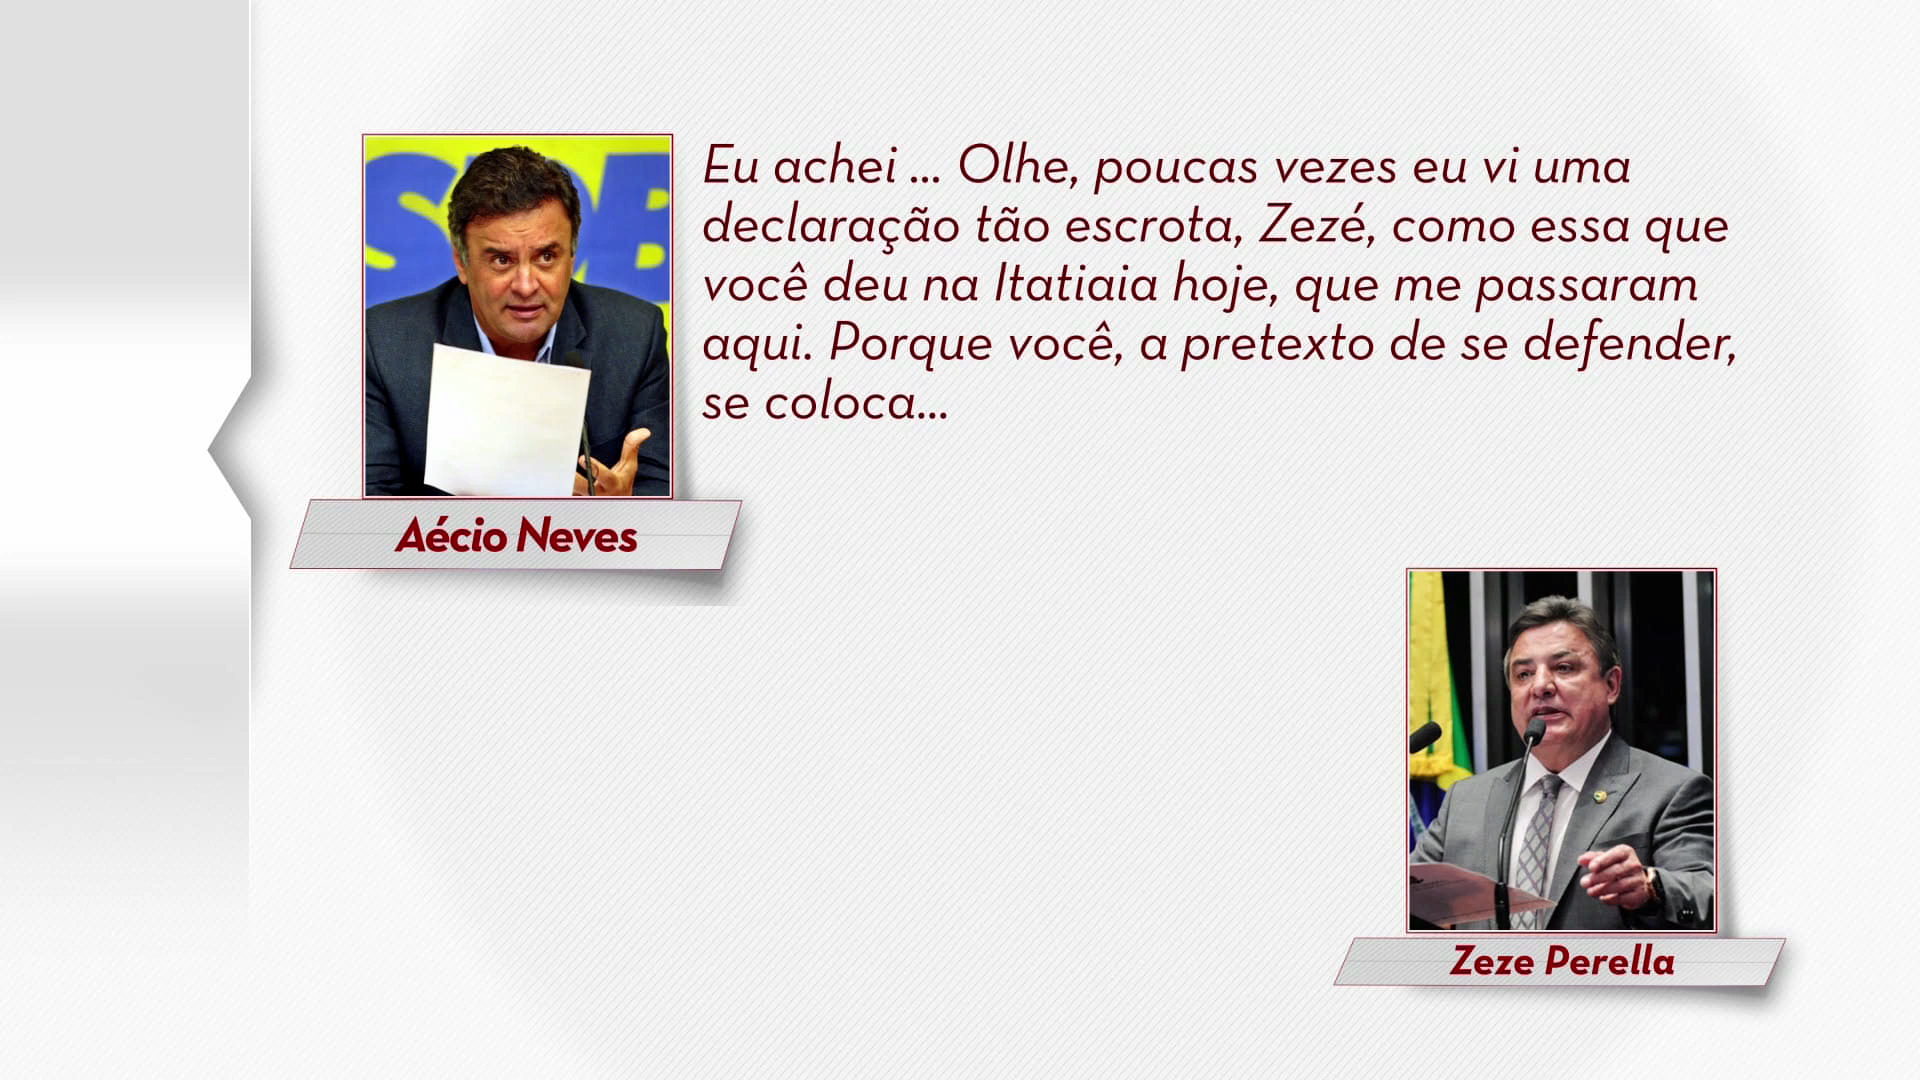 Eu achei ... Olhe, poucas vezes eu vi uma
declaração tão escrota, Zezé, como essa que
você deu na Itatiaia hoje, que me passaram
aqui. Porque você, a pretexto de se defender,
se coloca...
Aécio Neves
Zeze Perella